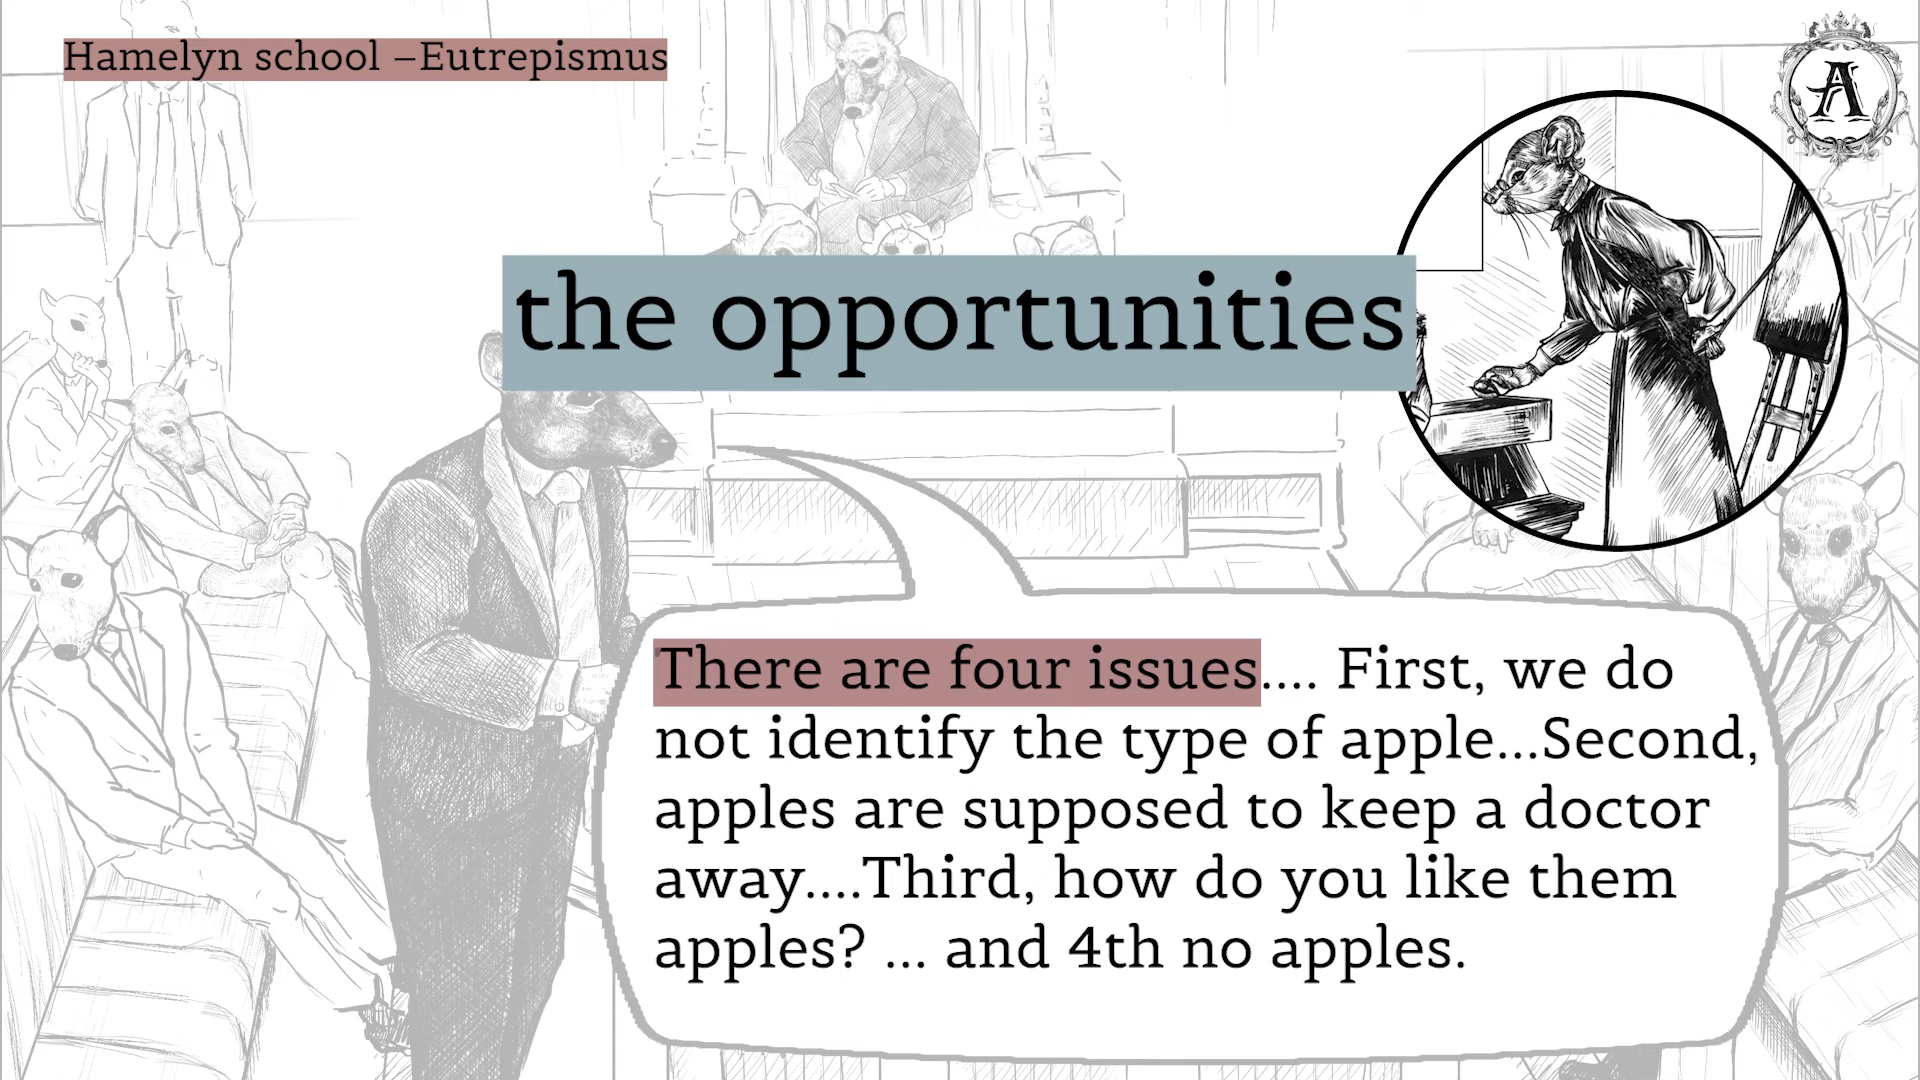 Hamelyn school –Eutrepismus
A
the opportunities
There are four issues.... First, we do
not identify the type of apple...Second,
apples are supposed to keep a doctor
away....Third, how do you like them
apples? ... and 4th no apples.